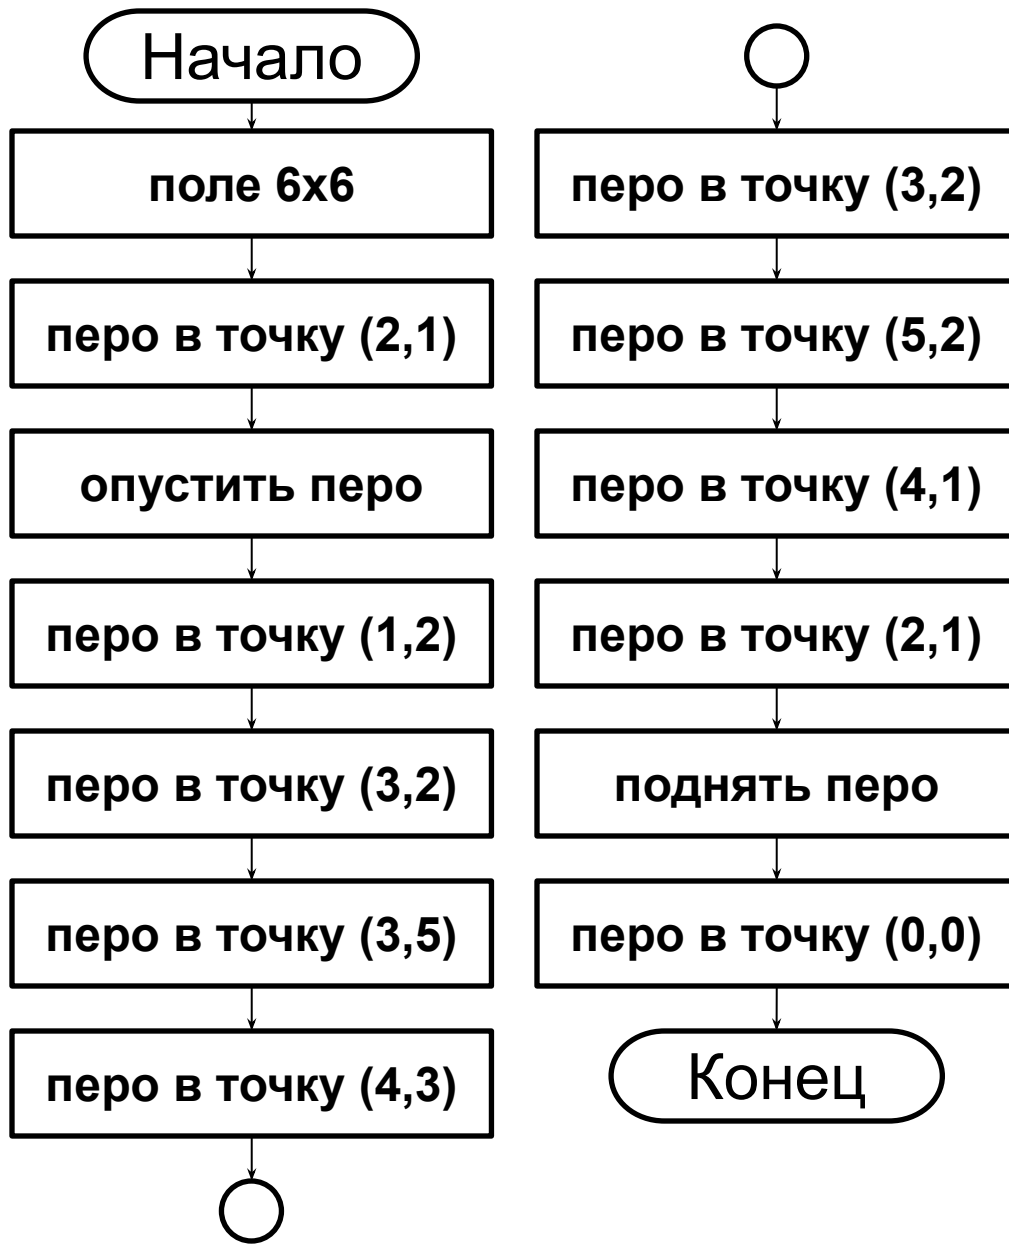 Начало
поле 6х6
перо в точку (2,1)
опустить перо
перо в точку (1,2)
перо в точку (3,2)
перо в точку (3,5)
перо в точку (4,3)
перо в точку (3,2)
перо в точку (5,2)
перо в точку (4,1)
перо в точку (2,1)
поднять перо
перо в точку (0,0)
Конец